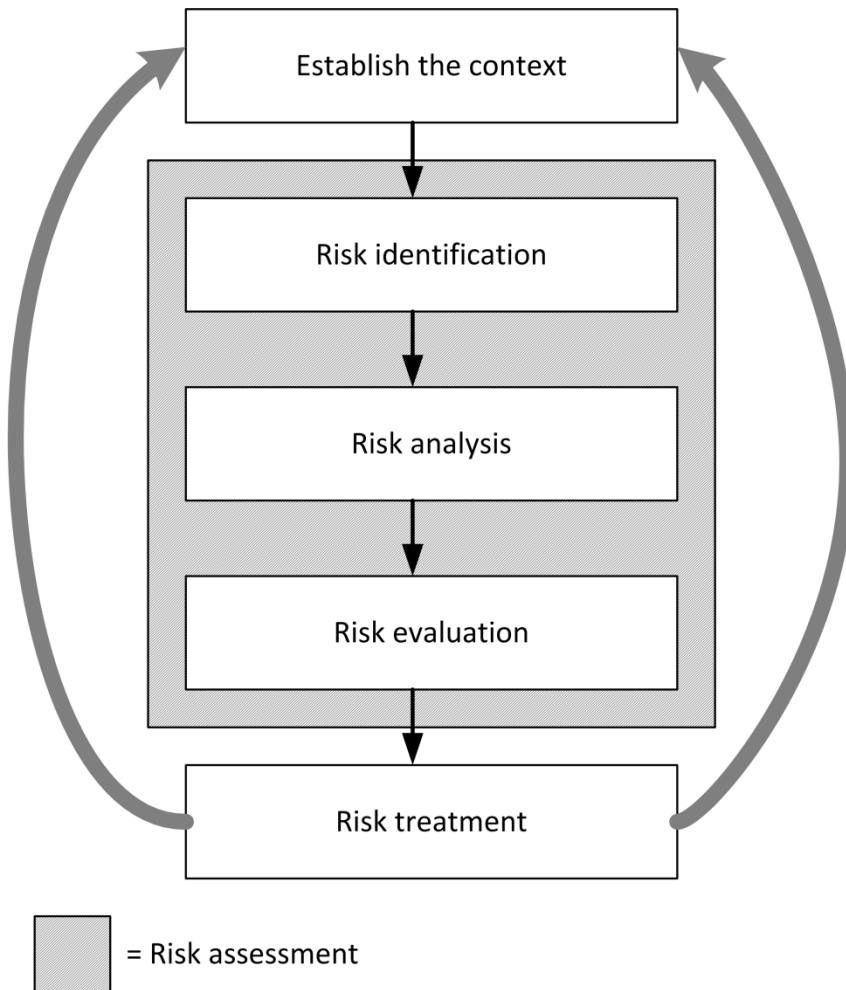 Establish the context
Risk identification
Risk analysis
Risk evaluation
Risk treatment
= Risk assessment